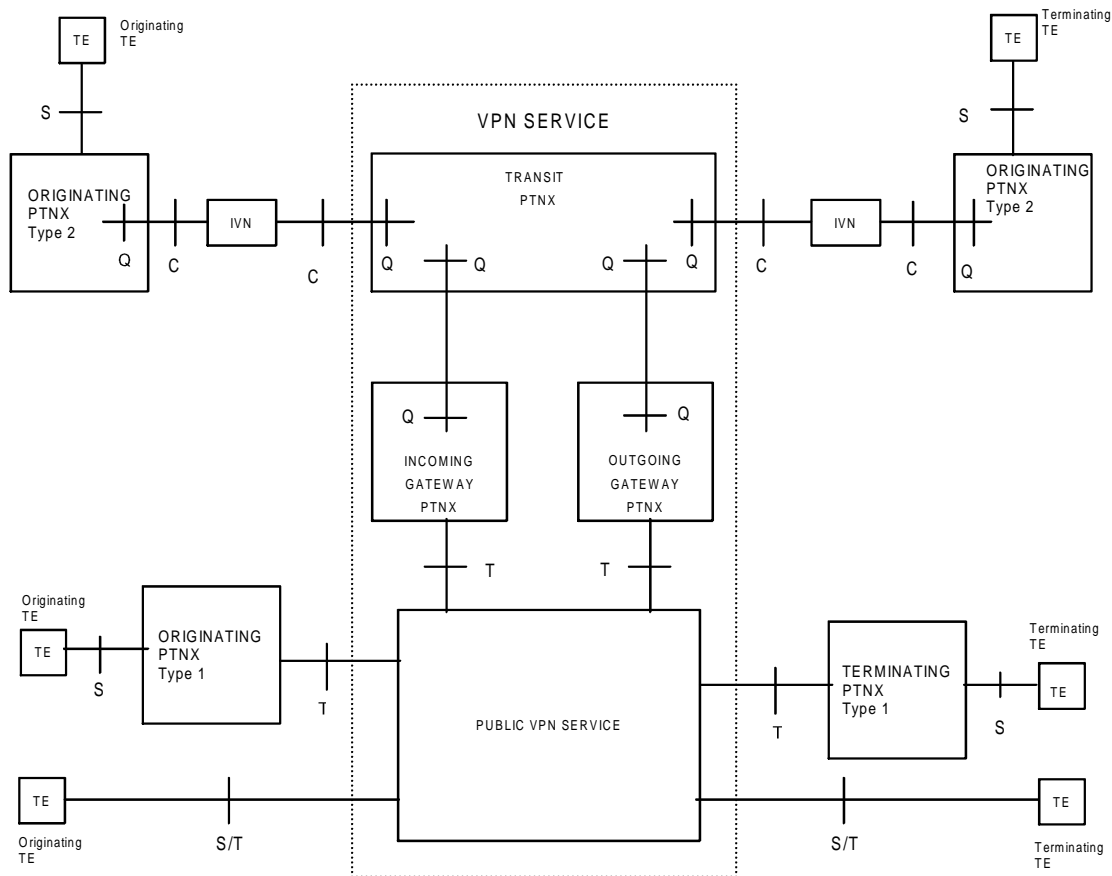 TE
Originating
TE
Terminating
TE
TE
S
S
VPN SERVICE
ORIGINATING
PTNX
Type 2
Q
C
IVN
C
TRANSIT
PTNX
Q
Q
Q
Q
C
IVN
C
ORIGINATING
PTNX
Type 2
Q
Q
INCOMING
GATEWAY
PTNX
Q
OUTGOING
GATEWAY
PTNX
T
T
Originating
TE
TE
S
ORIGINATING
PTNX
Type 1
T
PUBLIC VPN SERVICE
T
TERMINATING
PTNX
Type 1
S
Terminating
TE
TE
TE
Originating
TE
S/T
S/T
TE
Terminating
TE